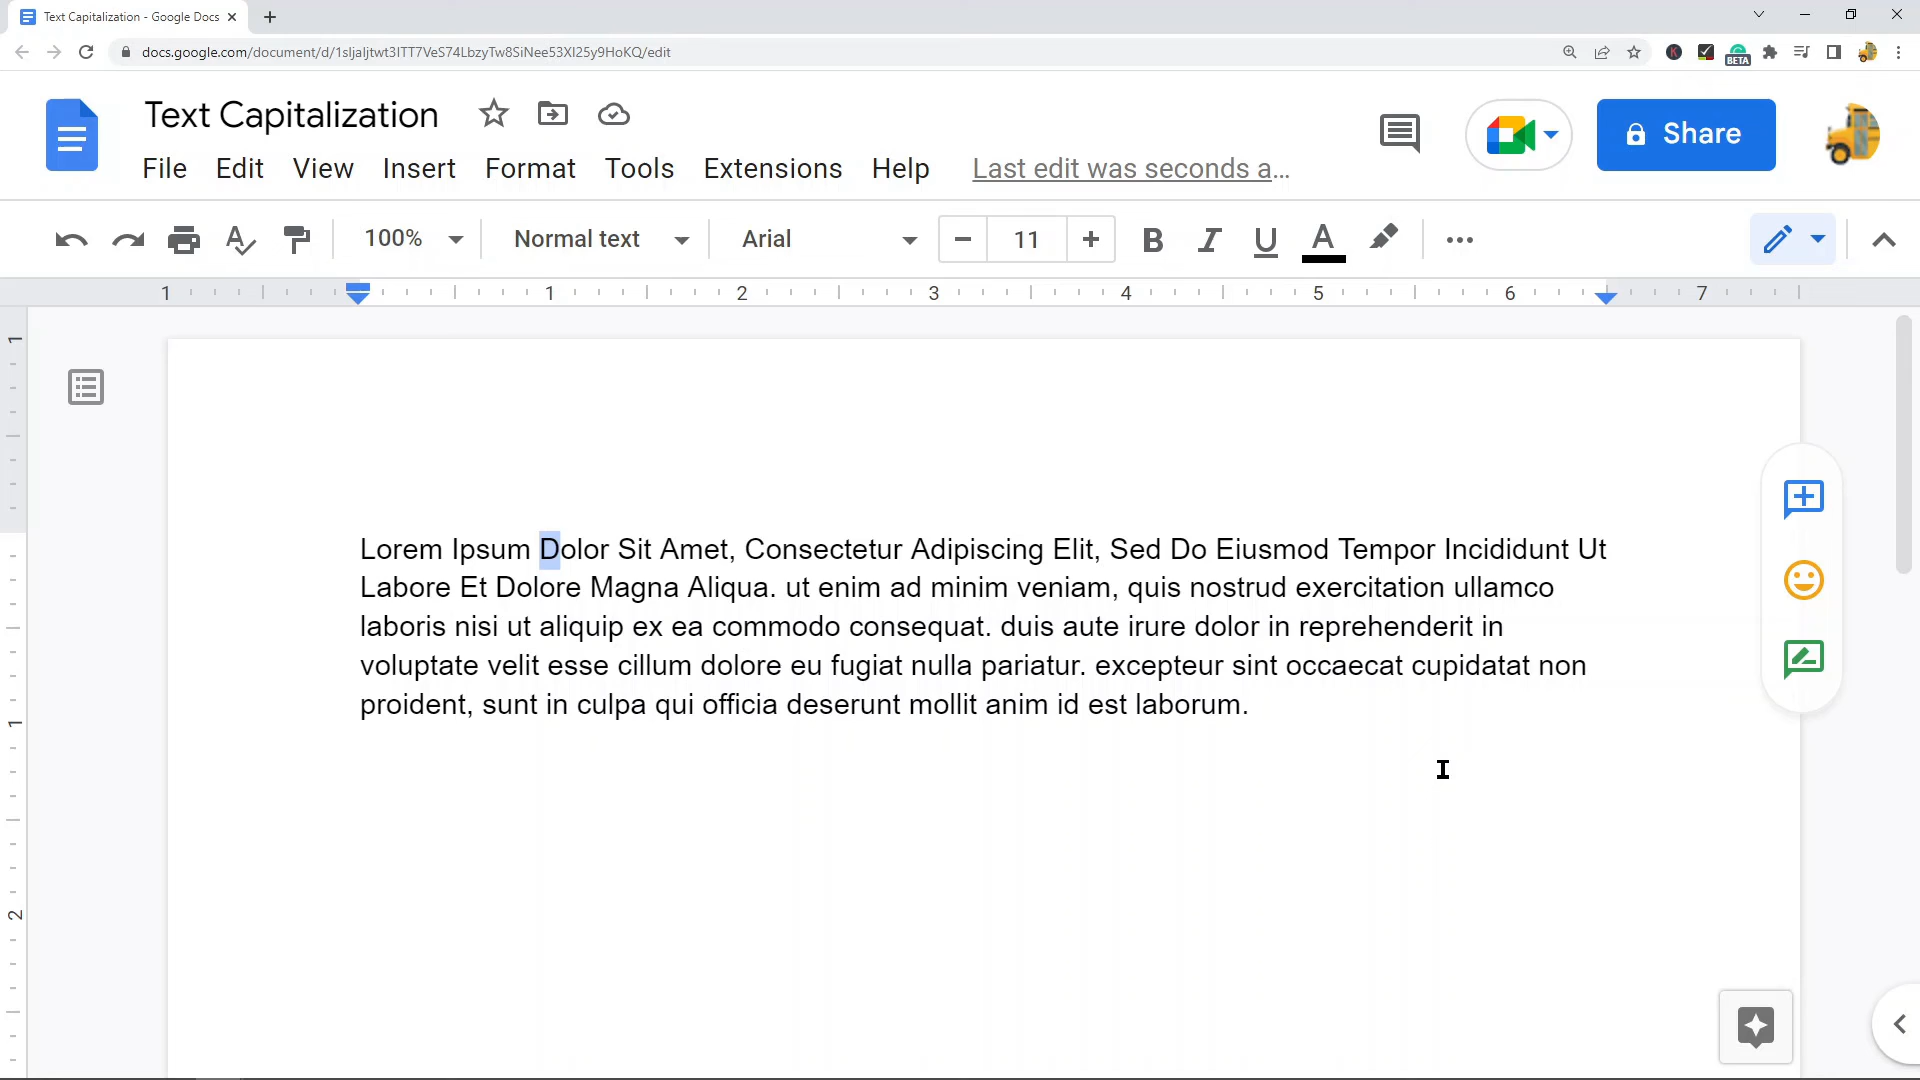 Text Capitalization - Google Docs
docs.google.com/document/d/1sljaljtwt3ITT7VeS74LbzyTw8SiNee53Xl25y9HoKQ/edit
BETA
Text Capitalization
Share
File Edit View Insert Format Tools Extensions Help Last edit was seconds a...
100% Normal text Arial 11 B I U A
1 1 2 3 4 5 6 7
1
Lorem Ipsum Dolor Sit Amet, Consectetur Adipiscing Elit, Sed Do Eiusmod Tempor Incididunt Ut
Labore Et Dolore Magna Aliqua. ut enim ad minim veniam, quis nostrud exercitation ullamco
laboris nisi ut aliquip ex ea commodo consequat. duis aute irure dolor in reprehenderit in
voluptate velit esse cillum dolore eu fugiat nulla pariatur. excepteur sint occaecat cupidatat non
proident, sunt in culpa qui officia deserunt mollit anim id est laborum.
1
2